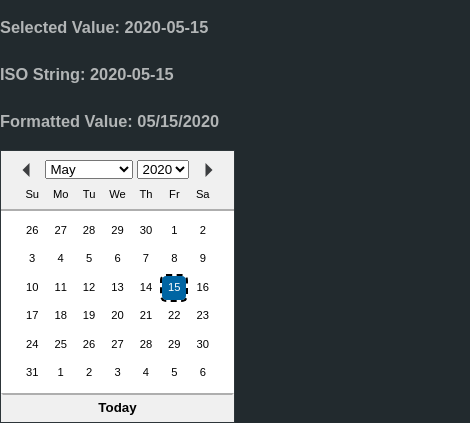 Selected Value: 2020-05-15
ISO String: 2020-05-15
Formatted Value: 05/15/2020
May 2020
Su Mo Tu We Th Fr Sa
26 27 28 29 30 1 2
3 4 5 6 7 8 9
10 11 12 13 14 15 16
17 18 19 20 21 22 23
24 25 26 27 28 29 30
31 1 2 3 4 5 6
Today